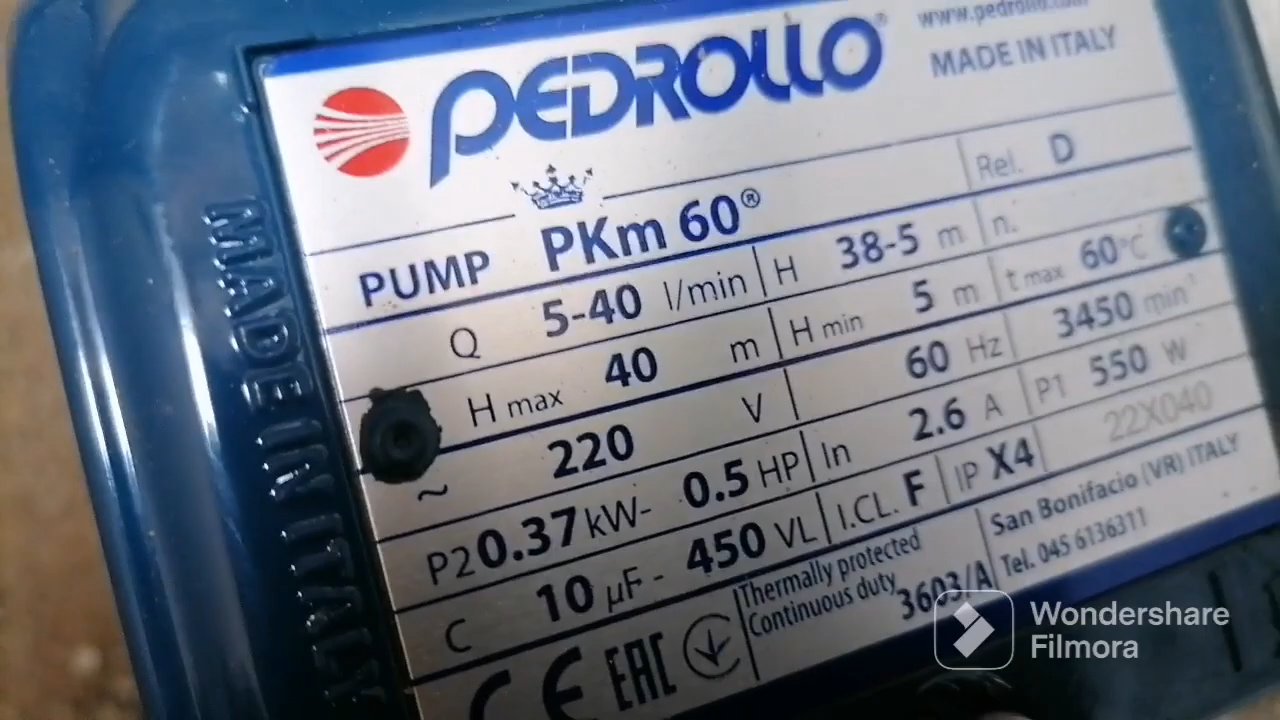 www.pedrollo.com
PEDROLLO®
MADE IN ITALY
Rel. D
PUMP PKm 60®
Q 5-40 l/min H 38-5 m n.
H max 40 m H min 5 m t max 60°C
~ 220 V 60 Hz 3450 min-1
P2 0.37 kW- 0.5 HP In 2.6 A P1 550 W
C 10 µF - 450 VL I.CL. F IP X4 22X040
CE EAC
Thermally protected
Continuous duty
3603/A
San Bonifacio (VR) ITALY
Tel. 045 6136311
MADE IN ITALY
Wondershare
Filmora